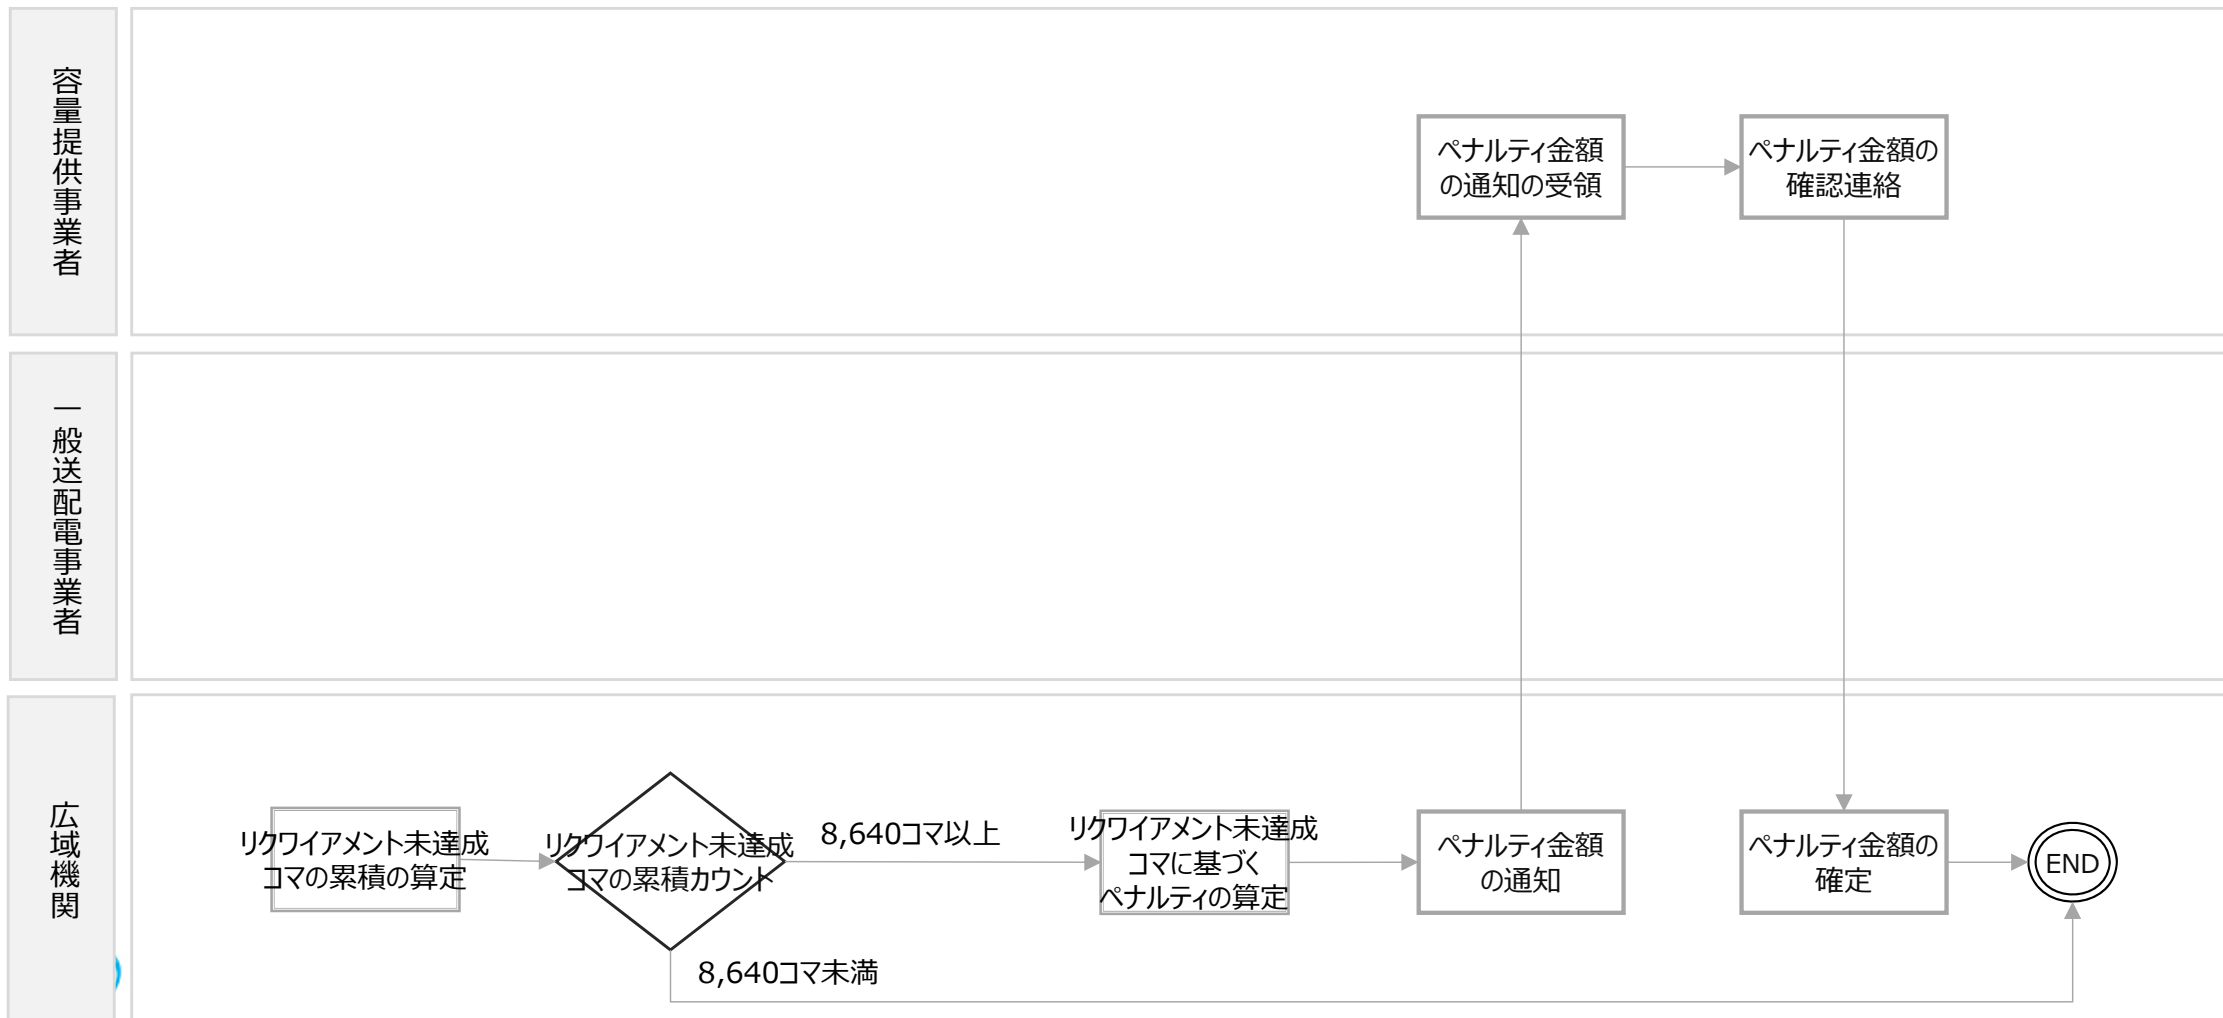 容量提供事業者
ペナルティ金額
の通知の受領
ペナルティ金額の
確認連絡
一般送配電事業者
広域機関
リクワイアメント未達成
コマの累積の算定
リクワイアメント未達成
コマの累積カウント
8,640コマ以上
8,640コマ未満
リクワイアメント未達成
コマに基づく
ペナルティの算定
ペナルティ金額
の通知
ペナルティ金額の
確定
END